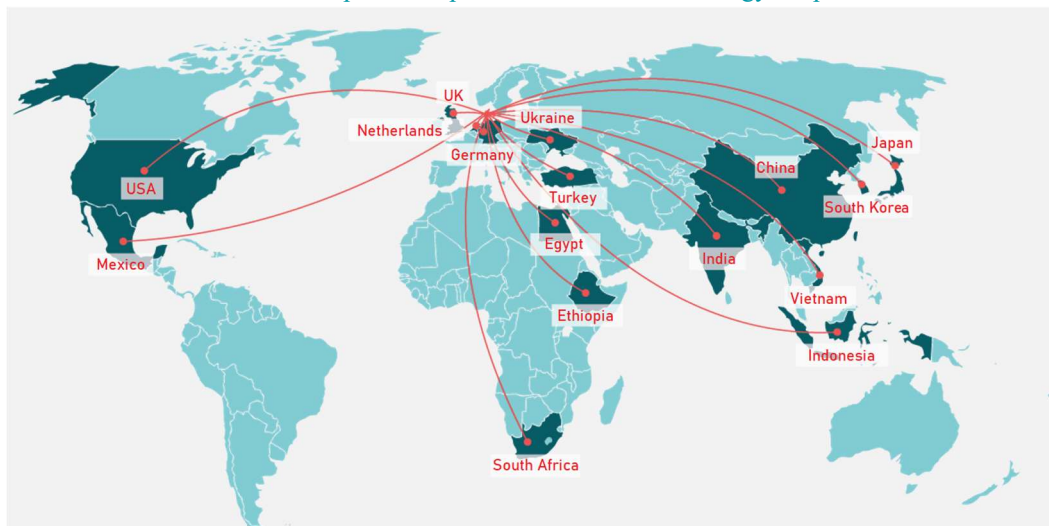 UK
Ukraine
Netherlands
Germany
Japan
China
USA
Turkey
South Korea
Egypt
India
Mexico
Vietnam
Ethiopia
Indonesia
South Africa